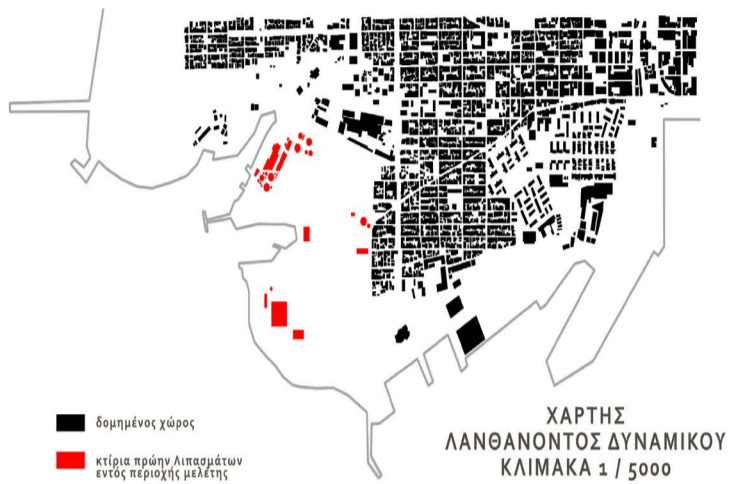 δομημένος χώρος
κτίρια πρώην Λιπασμάτων
εντός περιοχής μελέτης
ΧΑΡΤΗΣ
ΛΑΝΘΑΝΟΝΤΟΣ ΔΥΝΑΜΙΚΟΥ
ΚΛΙΜΑΚΑ 1 / 5000